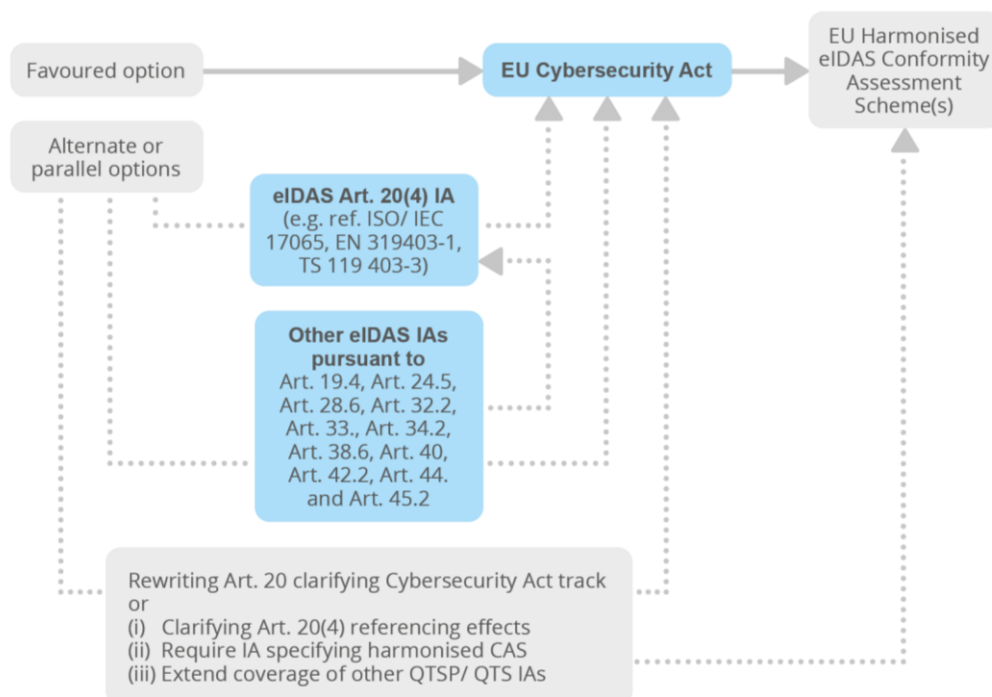 Favoured option
EU Cybersecurity Act
EU Harmonised
eIDAS Conformity
Assessment
Scheme(s)
Alternate or
parallel options
eIDAS Art. 20(4) IA
(e.g. ref. ISO/ IEC
17065, EN 319403-1,
TS 119 403-3)
Other eIDAS IAs
pursuant to
Art. 19.4, Art. 24.5,
Art. 28.6, Art. 32.2,
Art. 33., Art. 34.2,
Art. 38.6, Art. 40,
Art. 42.2, Art. 44.
and Art. 45.2
Rewriting Art. 20 clarifying Cybersecurity Act track
or
(i) Clarifying Art. 20(4) referencing effects
(ii) Require IA specifying harmonised CAS
(iii) Extend coverage of other QTSP/ QTS IAs